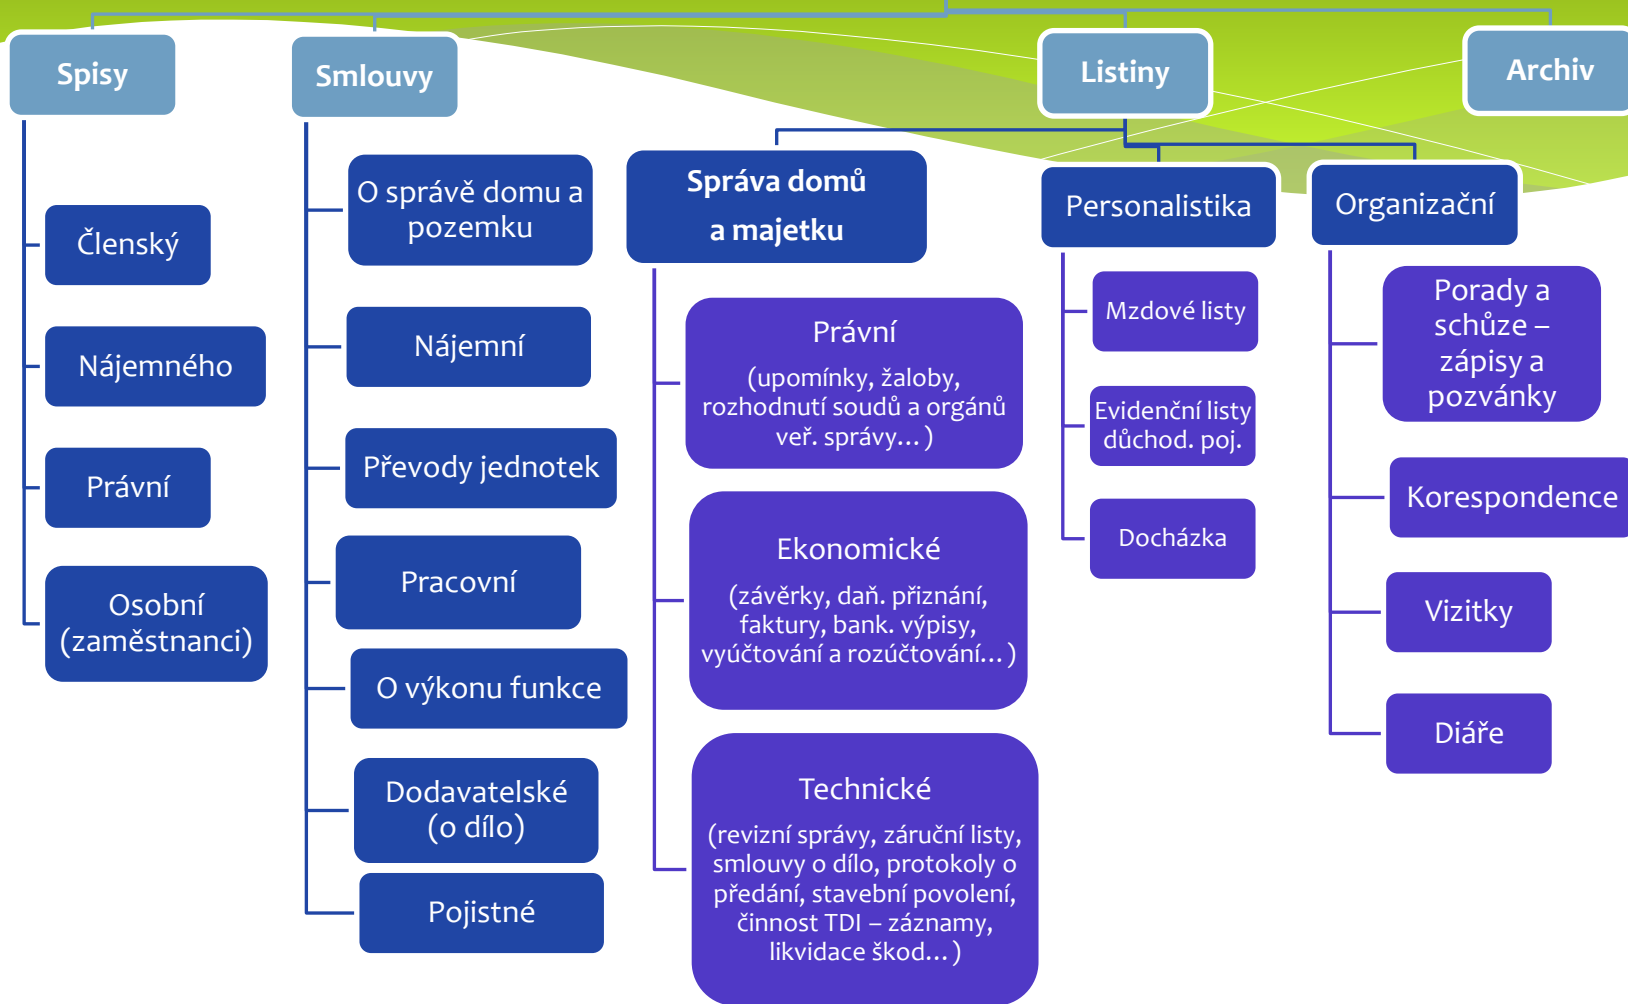 Spisy
Členský
Nájemného
Právní
Osobní
(zaměstnanci)
Smlouvy
O správě domu a
pozemku
Nájemní
Převody jednotek
Pracovní
O výkonu funkce
Dodavatelské
(o dílo)
Pojistné
Listiny
Správa domů
a majetku
Právní
(upomínky, žaloby,
rozhodnutí soudů a orgánů
veř. správy…)
Ekonomické
(závěrky, daň. přiznání,
faktury, bank. výpisy,
vyúčtování a rozúčtování…)
Technické
(revizní správy, záruční listy,
smlouvy o dílo, protokoly o
předání, stavební povolení,
činnost TDI – záznamy,
likvidace škod…)
Personalistika
Mzdové listy
Evidenční listy
důchod. poj.
Docházka
Organizační
Porady a
schůze –
zápisy a
pozvánky
Korespondence
Vizitky
Diáře
Archiv